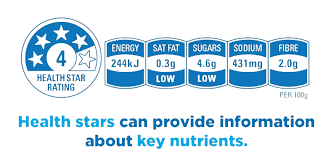 4
HEALTH STAR
RATING
ENERGY
244kJ
SAT FAT
0.3g
LOW
SUGARS
4.6g
LOW
SODIUM
431mg
FIBRE
2.0g
PER 100g
Health stars can provide information
about key nutrients.